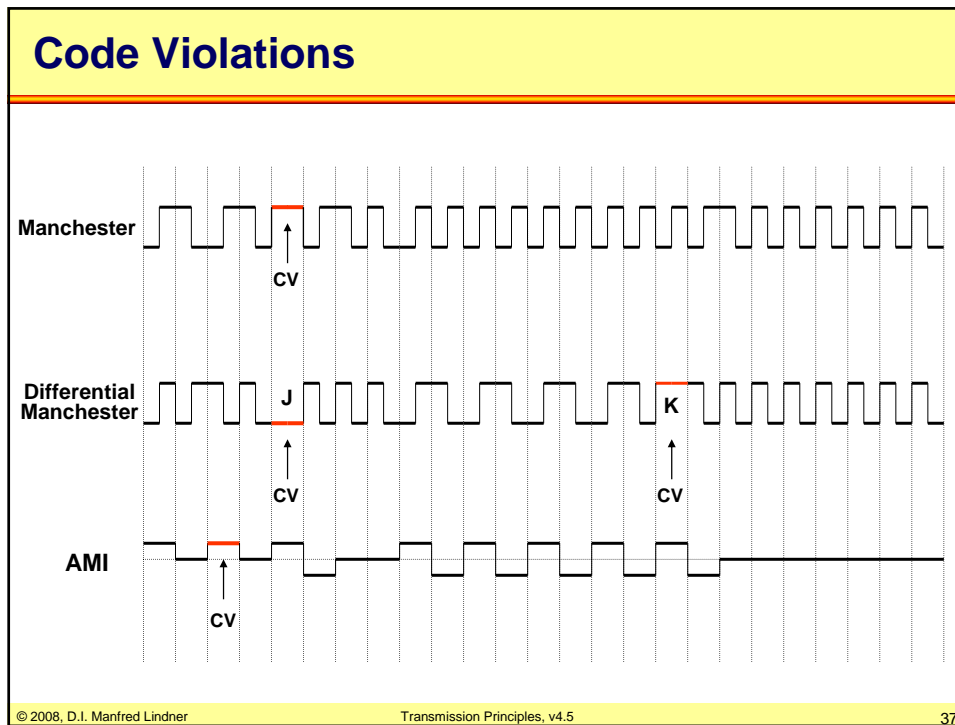 Code Violations
Manchester
CV
Differential
Manchester
J
K
CV
CV
AMI
CV
© 2008, D.I. Manfred Lindner
Transmission Principles, v4.5
37